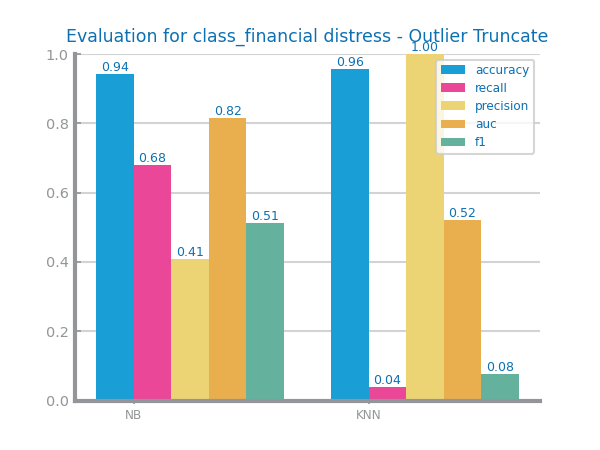 Evaluation for class_financial distress - Outlier Truncate
1.0
0.8
0.6
0.4
0.2
0.0
0.94
0.68
0.41
0.82
0.51
0.96
0.04
1.00
0.52
0.08
accuracy
recall
precision
auc
f1
NB
KNN